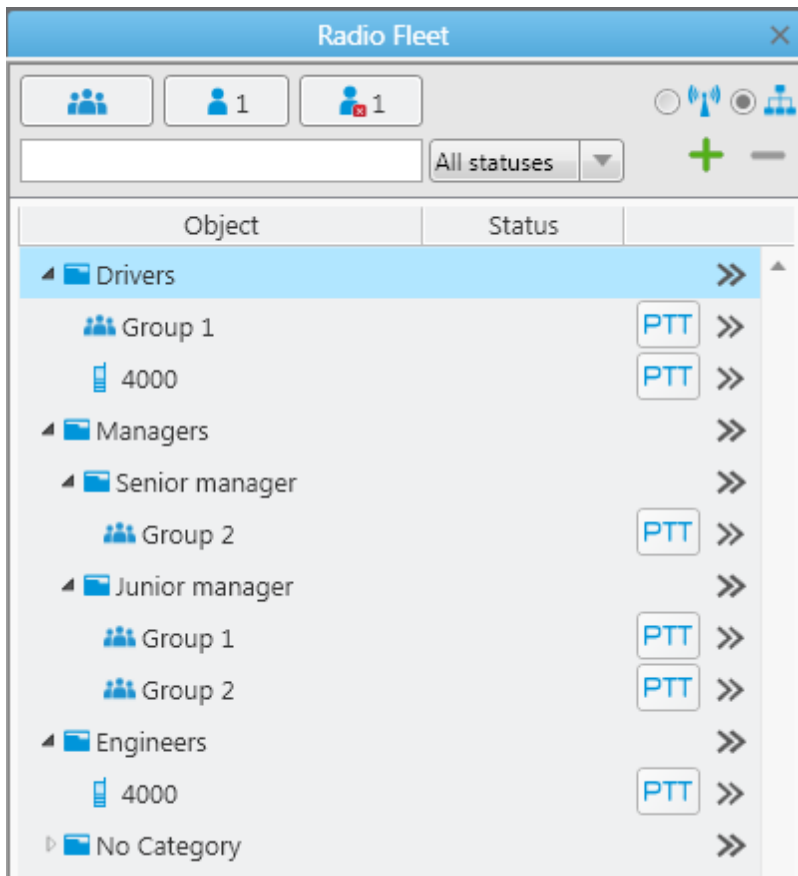 Radio Fleet
1 1
All statuses
Object Status
Drivers
Group 1 PTT
4000 PTT
Managers
Senior manager
Group 2 PTT
Junior manager
Group 1 PTT
Group 2 PTT
Engineers
4000 PTT
No Category